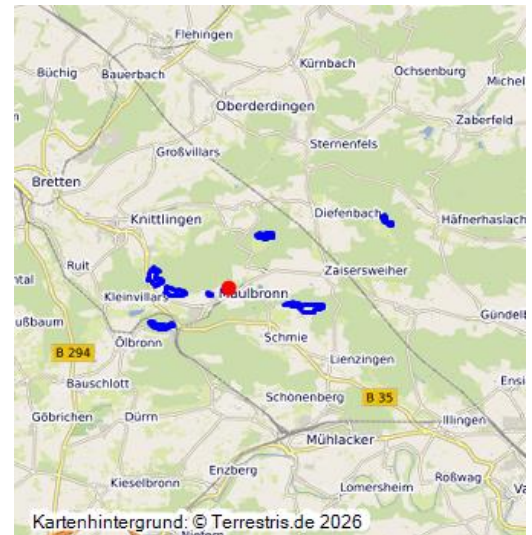 Flehingen
Kürnbach
Büchig
Bauerbach
Ochsenburg
Michel
Oberderdingen
Zaberfeld
Sternenfels
Großvillars
Bretten
Knittlingen
Diefenbach
Häfnerhaslach
Ruit
Zaisersweiher
Kleinvillars
Maulbronn
Gündelb
Ölbronn
Schmie
B 294
Lienzingen
Bauschlott
Ensi
Schönenberg
B 35
Göbrichen
Dürrn
Illingen
Mühlacker
Enzberg
Roßwag
Kieselbronn
Lomersheim
Va
Kartenhintergrund: © Terrestris.de 2026